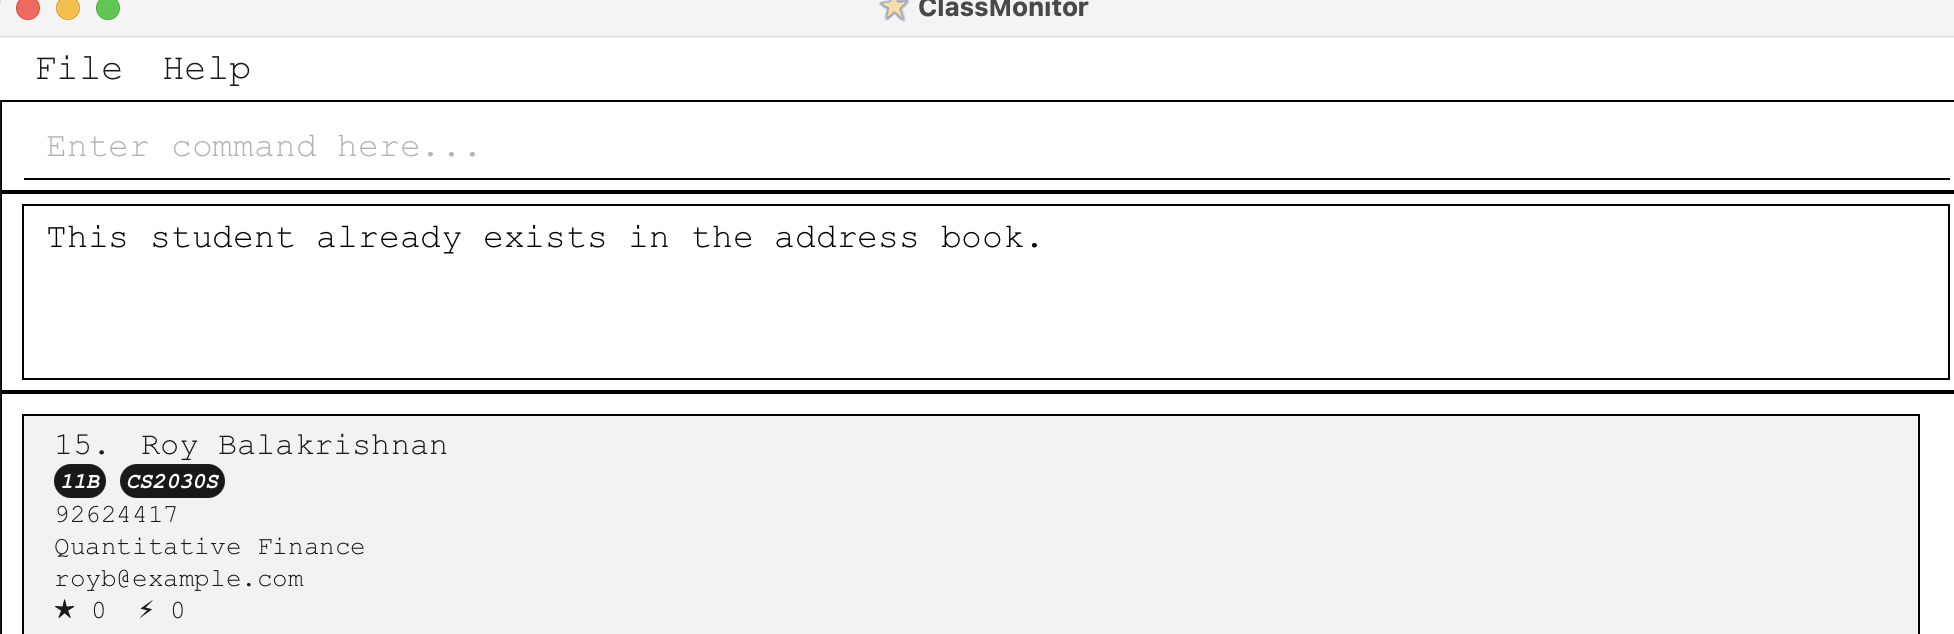 ClassMonitor
File Help
Enter command here...
This student already exists in the address book.
15. Roy Balakrishnan
11B CS2030S
92624417
Quantitative Finance
royb@example.com
★ 0 ⚡ 0